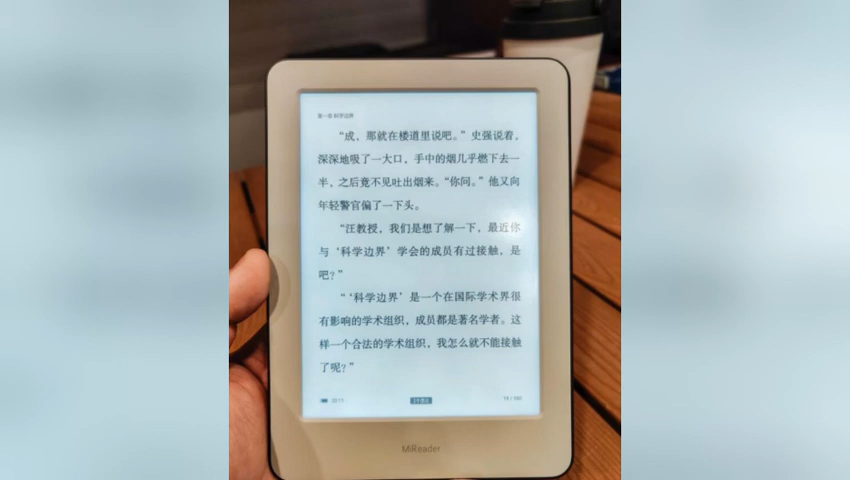 第一章 科学边界
“成，那就在楼道里说吧。”史强说着，
深深地吸了一大口，手中的烟几乎燃下去一
半，之后竟不见吐出烟来。“你问。”他又向
年轻警官偏了一下头。
“汪教授，我们是想了解一下，最近你
与‘科学边界’学会的成员有过接触，是
吧？”
“‘科学边界’是一个在国际学术界很
有影响的学术组织，成员都是著名学者。这
样一个合法的学术组织，我怎么就不能接触
了呢？”
20:11
MiReader